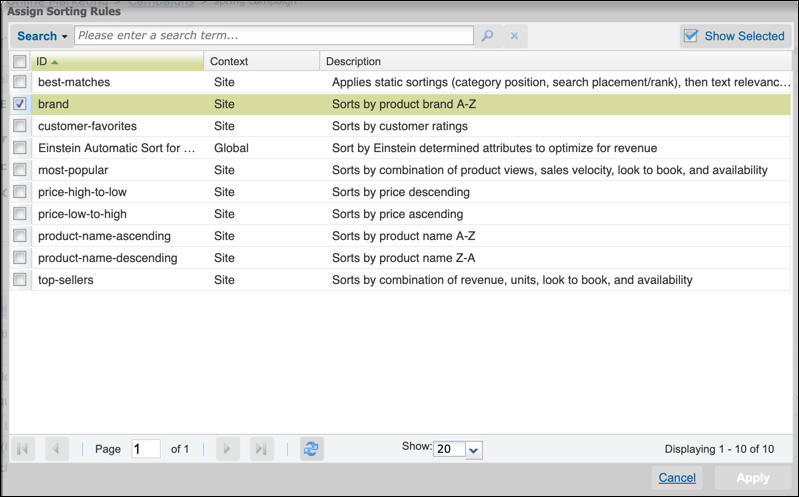 Online Marketing > Campaigns > spring campaign
Assign Sorting Rules
Search Please enter a search term... Show Selected
ID Context Description
best-matches Site Applies static sortings (category position, search placement/rank), then text relevanc...
brand Site Sorts by product brand A-Z
customer-favorites Site Sorts by customer ratings
Einstein Automatic Sort for ... Global Sort by Einstein determined attributes to optimize for revenue
most-popular Site Sorts by combination of product views, sales velocity, look to book, and availability
price-high-to-low Site Sorts by price descending
price-low-to-high Site Sorts by price ascending
product-name-ascending Site Sorts by product name A-Z
product-name-descending Site Sorts by product name Z-A
top-sellers Site Sorts by combination of revenue, units, look to book, and availability
Page 1 of 1 Show: 20 Displaying 1 - 10 of 10
Cancel Apply